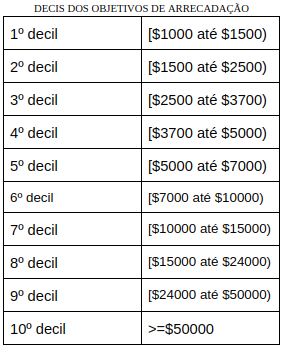 DECIS DOS OBJETIVOS DE ARRECADAÇÃO
1º decil [$1000 até $1500)
2º decil [$1500 até $2500)
3º decil [$2500 até $3700)
4º decil [$3700 até $5000)
5º decil [$5000 até $7000)
6º decil [$7000 até $10000)
7º decil [$10000 até $15000)
8º decil [$15000 até $24000)
9º decil [$24000 até $50000)
10º decil >=$50000